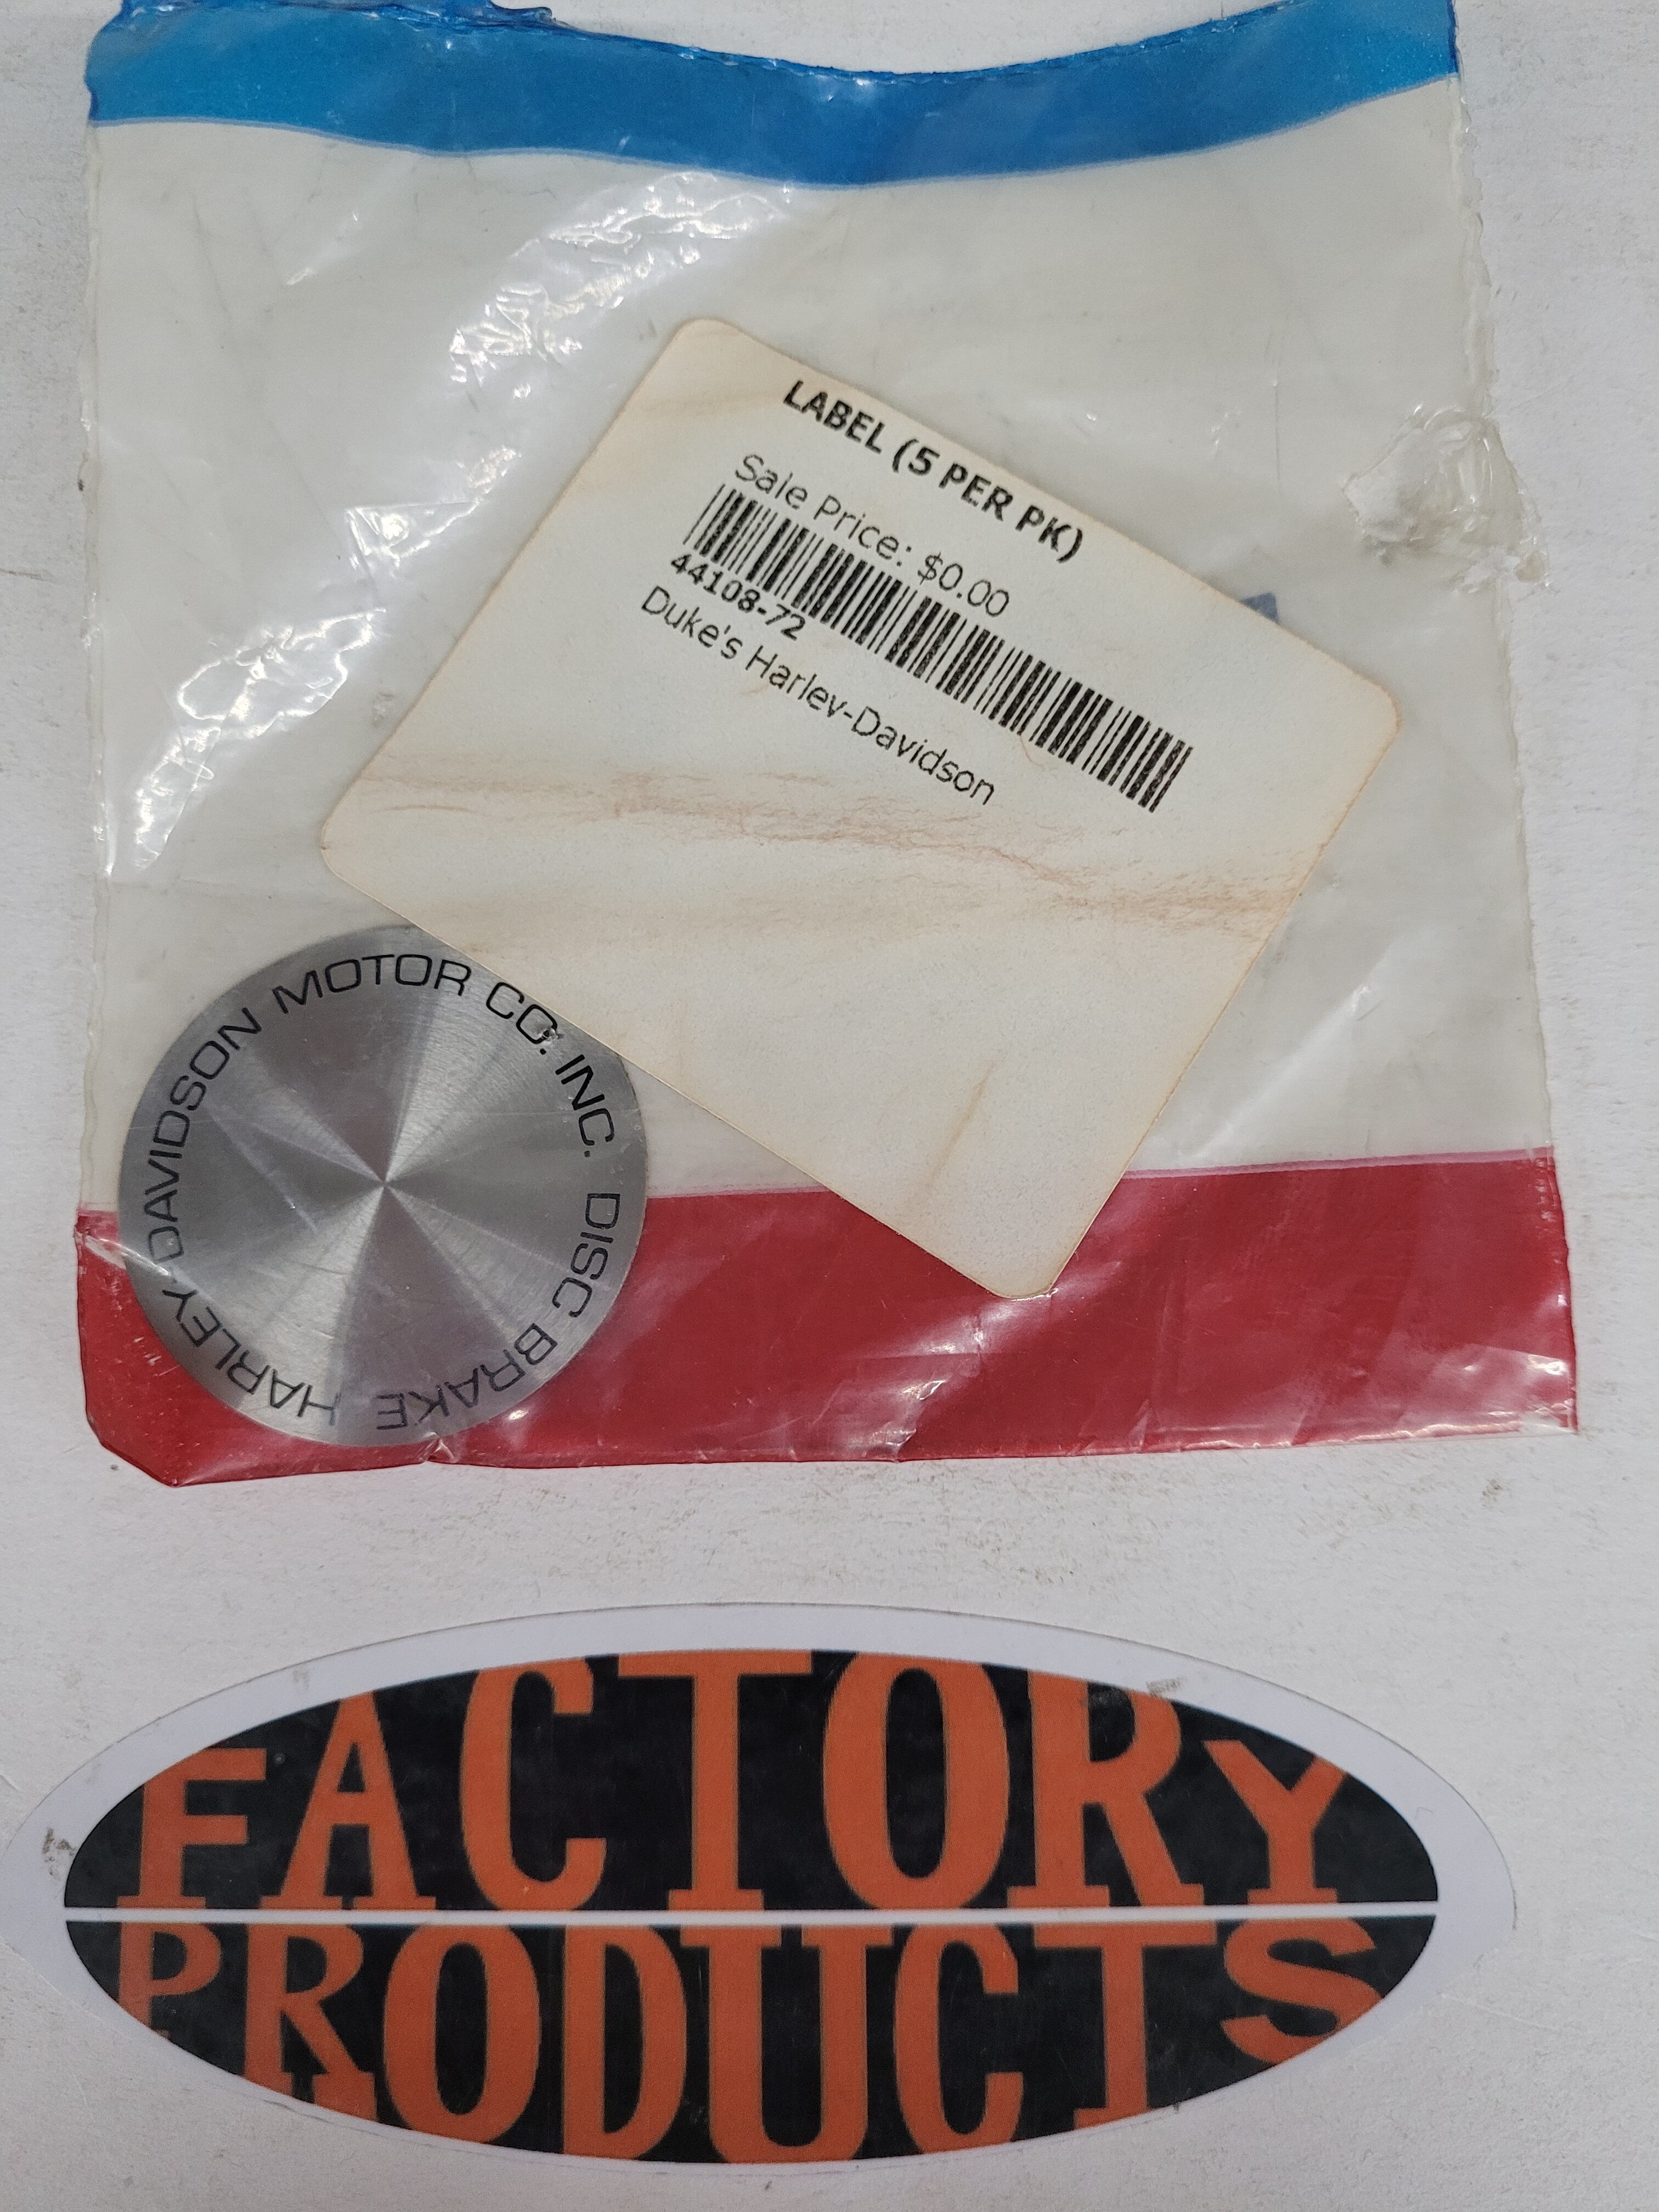 LABEL (5 PER PK)
Sale Price: $0.00
44108-72
Duke's Harley-Davidson
HARLEY-DAVIDSON MOTOR CO. INC. DISC BRAKE
FACTORY
PRODUCTS